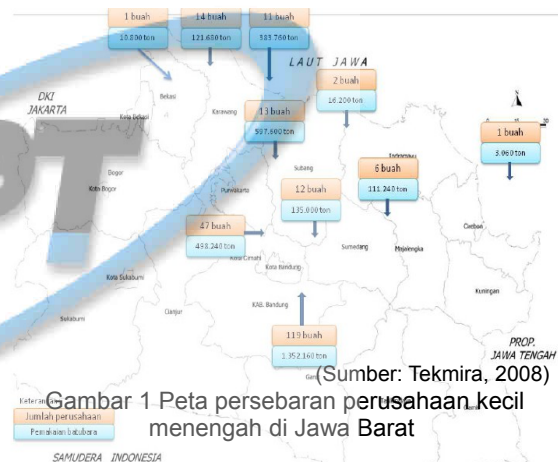 1 buah
10.800 ton
14 buah
121.680 ton
11 buah
383.760 ton
LAUT JAWA
2 buah
16.200 ton
DKI
JAKARTA
Bekasi
Kota Bekasi
Karawang
13 buah
597.600 ton
1 buah
3.060 ton
Subang
Indramayu
Bogor
Kota Bogor
Purwakarta
12 buah
135.000 ton
6 buah
111.240 ton
47 buah
498.240 ton
Cirebon
Kota Cimahi
Sumedang
Majalengka
Kota Bandung
Kota Sukabumi
Kuningan
Sukabumi
Cianjur
KAB. Bandung
119 buah
1.352.160 ton
PROP.
JAWA TENGAH
(Sumber: Tekmira, 2008)
Keterangan
Gambar 1 Peta persebaran perusahaan kecil
menengah di Jawa Barat
Jumlah perusahaan
Pemakaian batubara
SAMUDERA INDONESIA